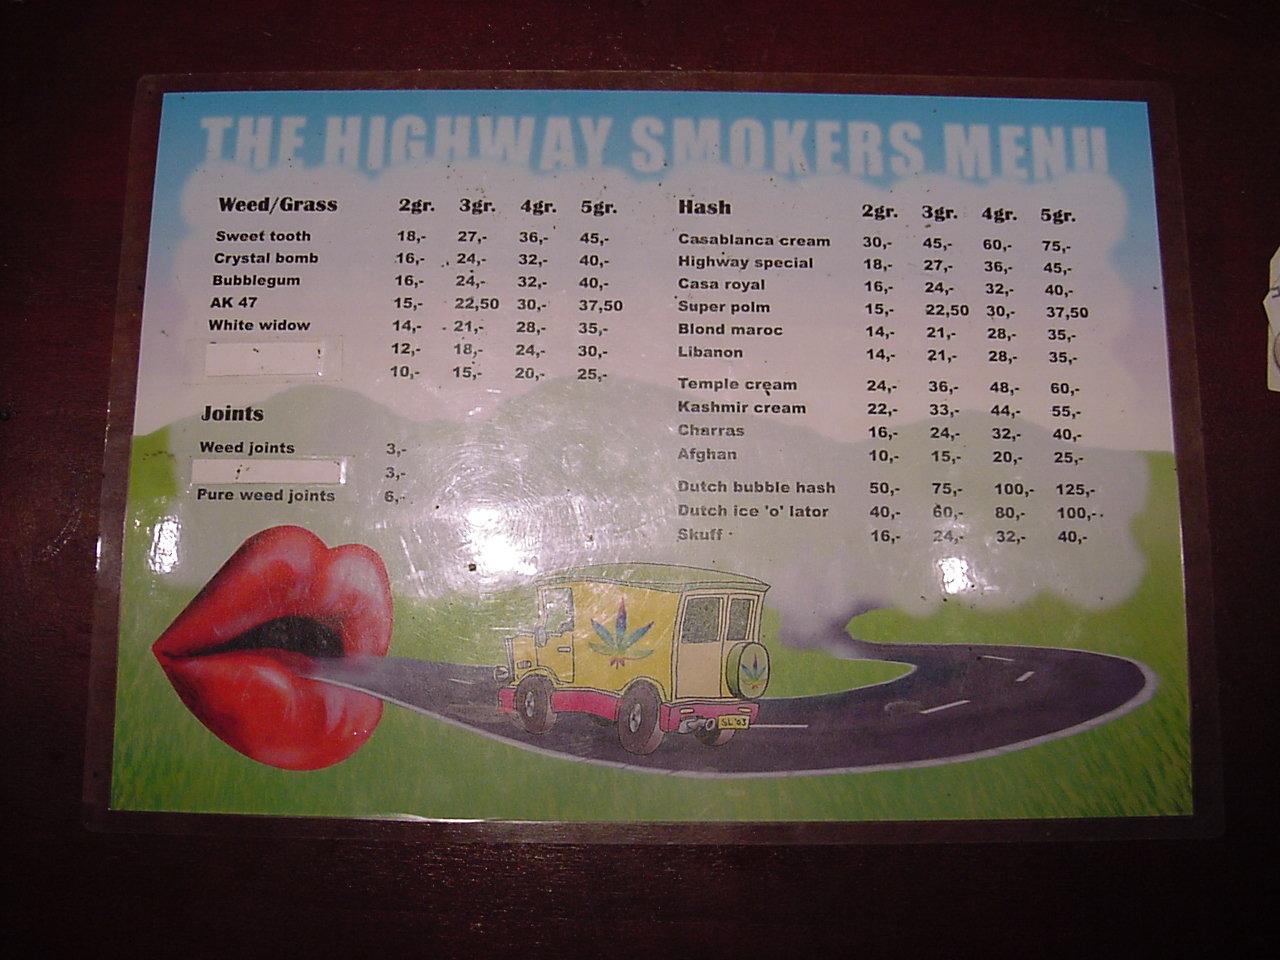 THE HIGHWAY SMOKERS MENU
Weed/Grass 2gr. 3gr. 4gr. 5gr.
Sweet tooth 18,- 27,- 36,- 45,-
Crystal bomb 16,- 24,- 32,- 40,-
Bubblegum 16,- 24,- 32,- 40,-
AK 47 15,- 22,50 30,- 37,50
White widow 14,- 21,- 28,- 35,-
12,- 18,- 24,- 30,-
10,- 15,- 20,- 25,-
Joints
Weed joints 3,-
3,-
Pure weed joints 6,-
Hash 2gr. 3gr. 4gr. 5gr.
Casablanca cream 30,- 45,- 60,- 75,-
Highway special 18,- 27,- 36,- 45,-
Casa royal 16,- 24,- 32,- 40,-
Super polm 15,- 22,50 30,- 37,50
Blond maroc 14,- 21,- 28,- 35,-
Libanon 14,- 21,- 28,- 35,-
Temple cream 24,- 36,- 48,- 60,-
Kashmir cream 22,- 33,- 44,- 55,-
Charras 16,- 24,- 32,- 40,-
Afghan 10,- 15,- 20,- 25,-
Dutch bubble hash 50,- 75,- 100,- 125,-
Dutch ice 'o' lator 40,- 60,- 80,- 100,-
Skuff 16,- 24,- 32,- 40,-
SL '03